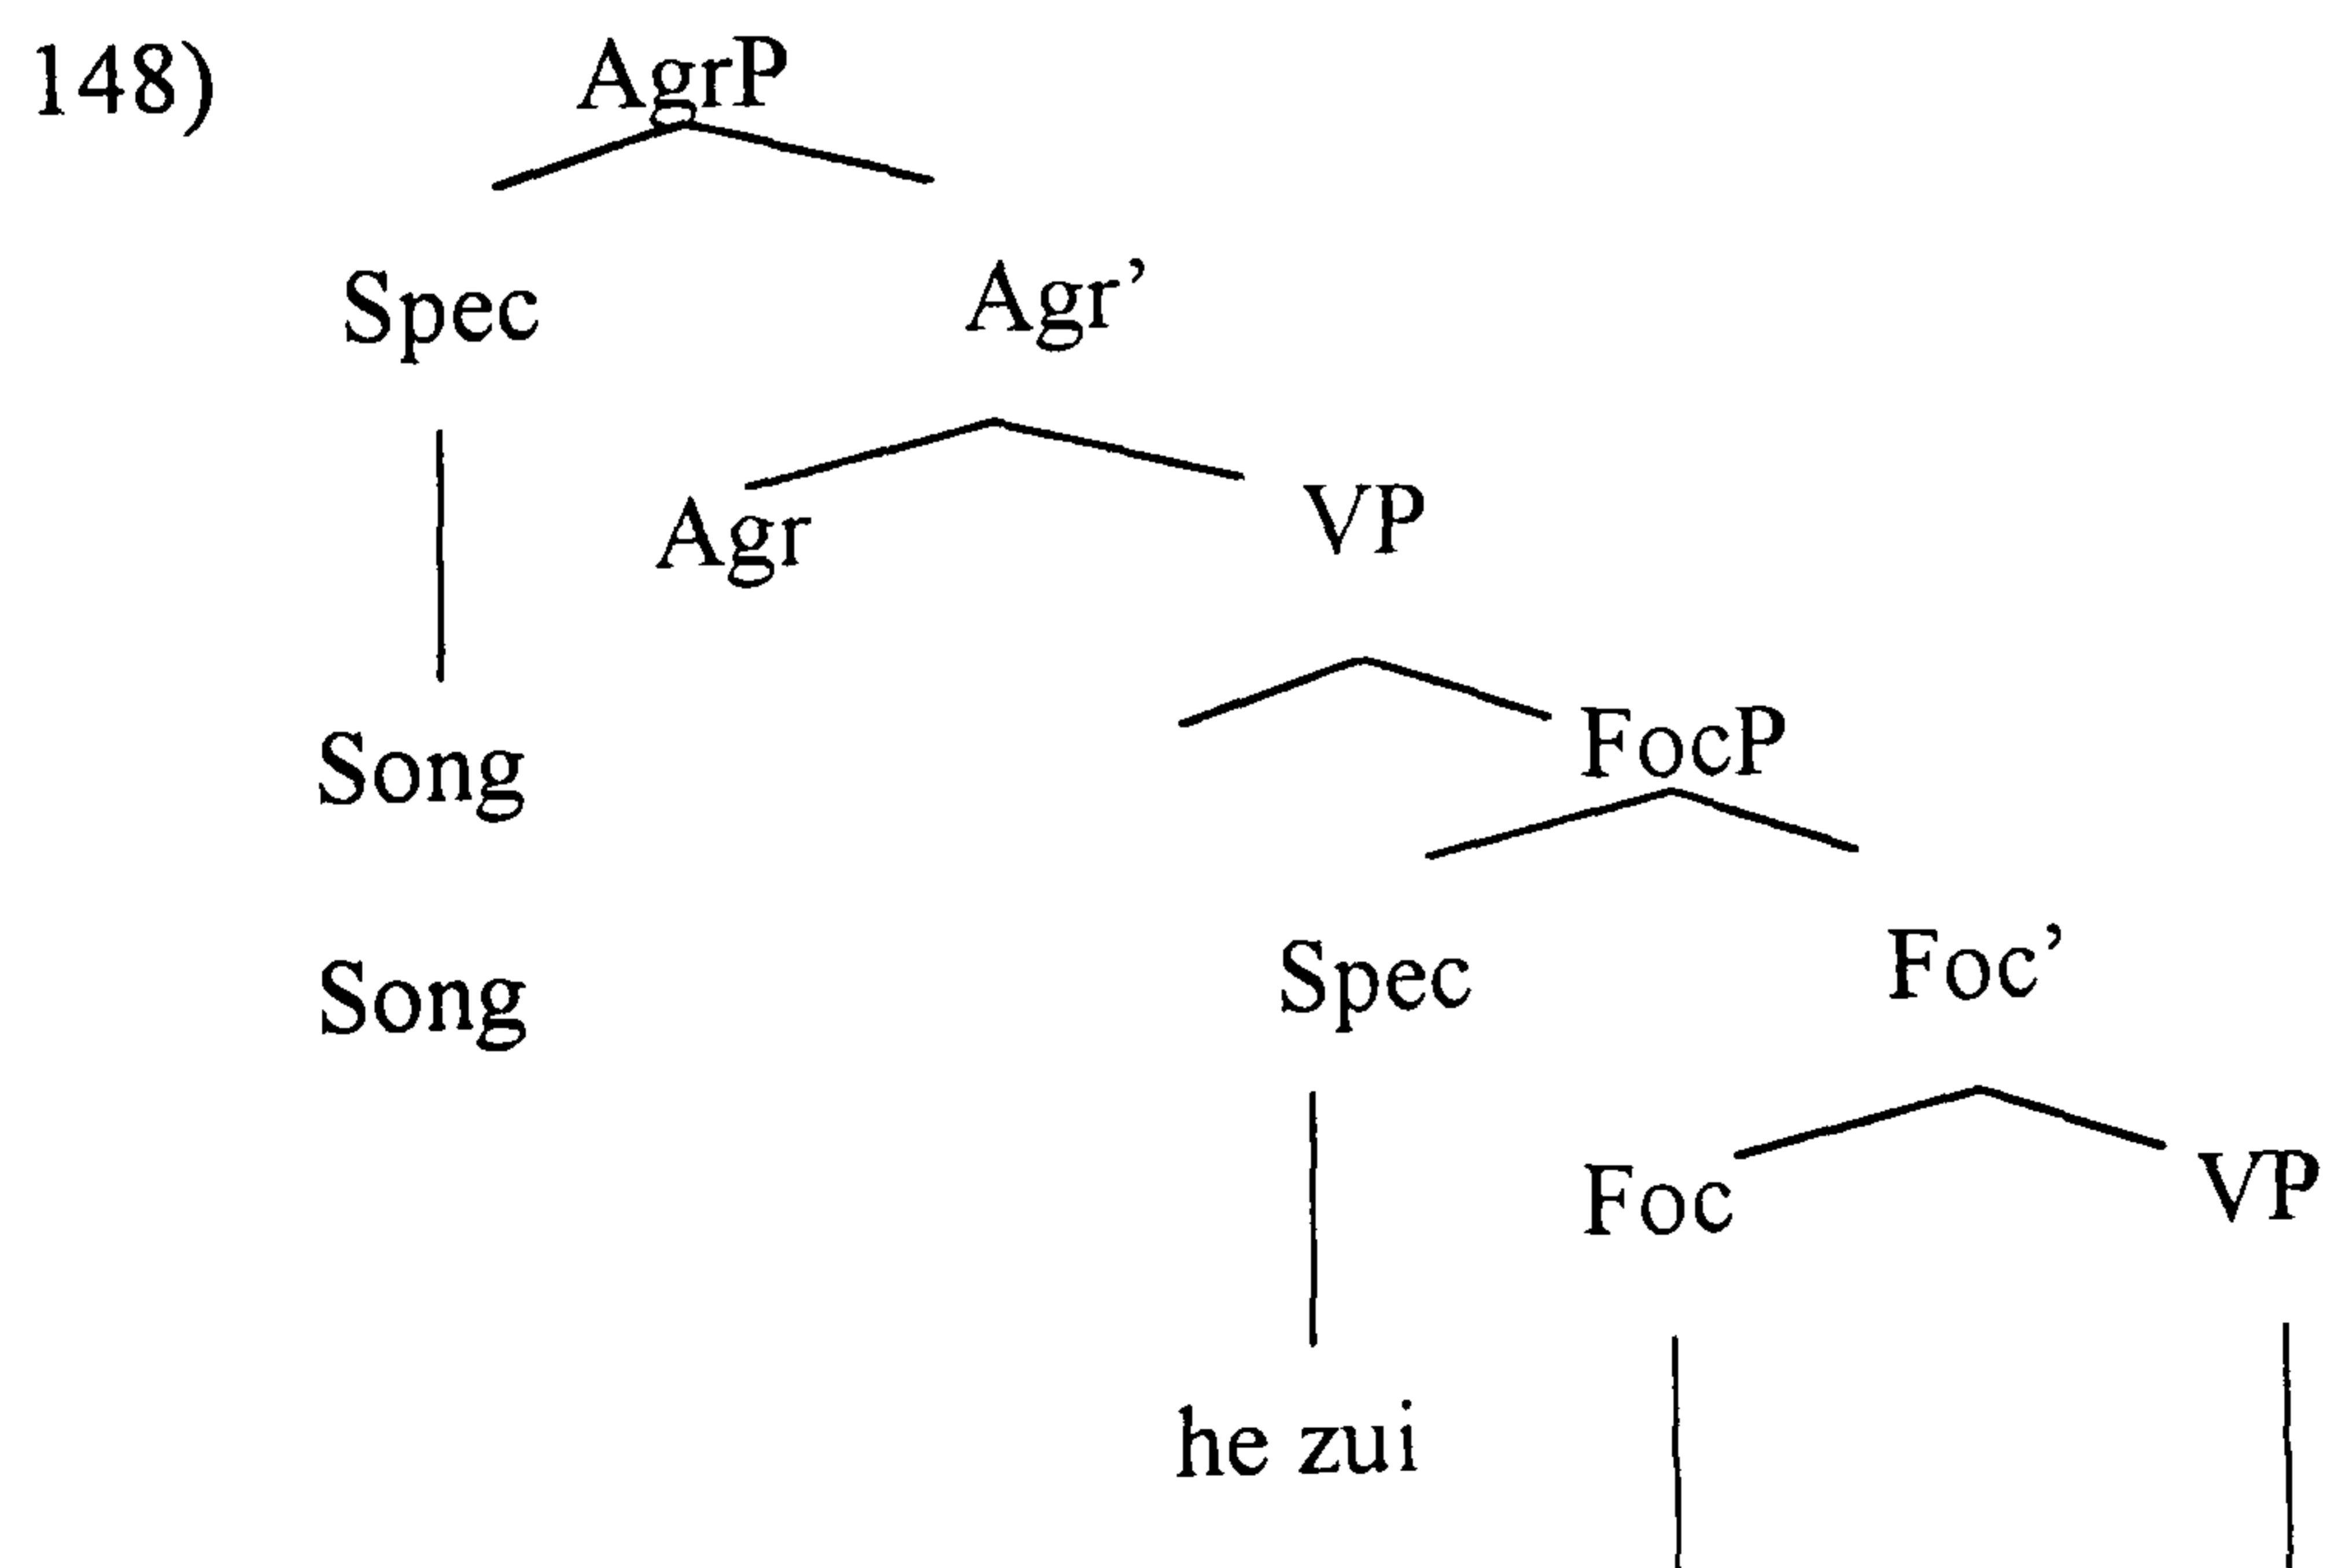 148) AgrP
Spec Agr’
Agr VP
Song FocP
Song Spec Foc’
Foc VP
he zui